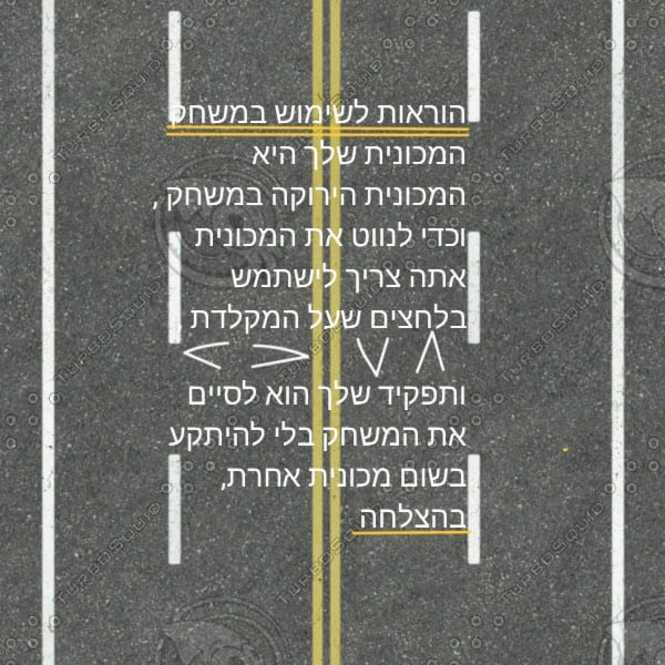 הוראות לשימוש במשחק
המכונית שלך היא
המכונית הירוקה במשחק ,
וכדי לנווט את המכונית
אתה צריך לישתמש
בלחצים שעל המקלדת ,
< > V Λ
ותפקיד שלך הוא לסיים
את המשחק בלי להיתקע
בשום מכונית אחרת,
בהצלחה